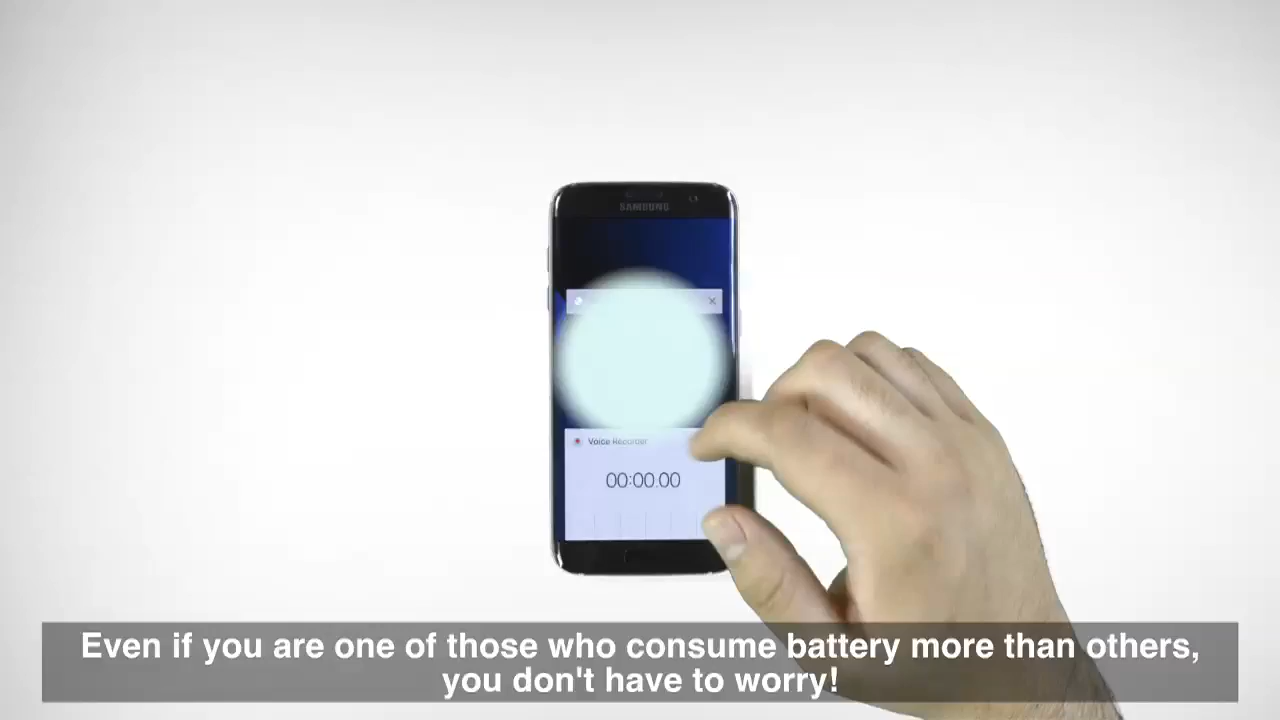 SAMSUNG
Voice Recorder
00:00.00
Even if you are one of those who consume battery more than others,
you don't have to worry!